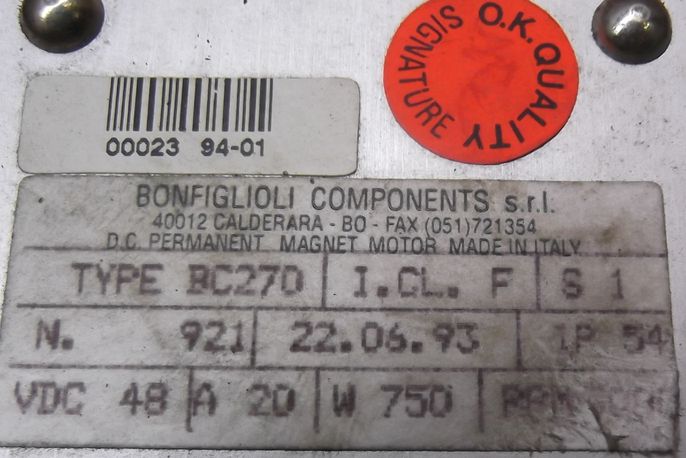 O.K. QUALITY
SIGNATURE
00023 94-01
BONFIGLIOLI COMPONENTS s.r.l.
40012 CALDERARA - BO - FAX (051)721354
D.C. PERMANENT MAGNET MOTOR MADE IN ITALY
TYPE BC270 I.CL. F S 1
N. 921 22.06.93 IP 54
VDC 48 A 20 W 750 RPM